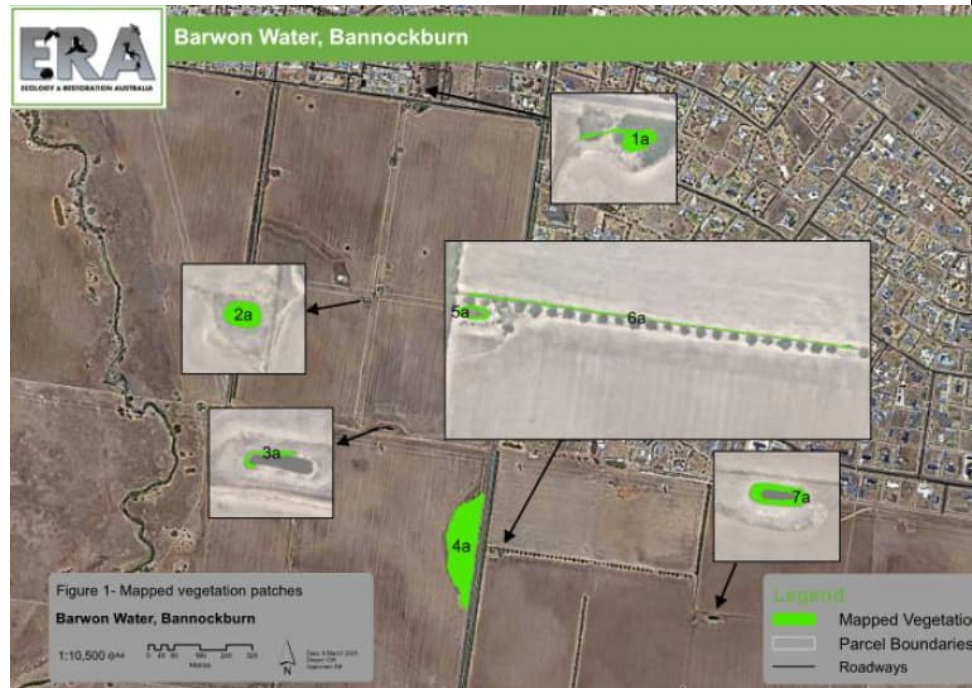 ERA
ECOLOGY & RESTORATION AUSTRALIA
Barwon Water, Bannockburn
1a
2a
5a
6a
3a
7a
4a
Figure 1- Mapped vegetation patches
Barwon Water, Bannockburn
1:10,500 @A4
Metres
N
Legend
Mapped Vegetatio
Parcel Boundaries
Roadways